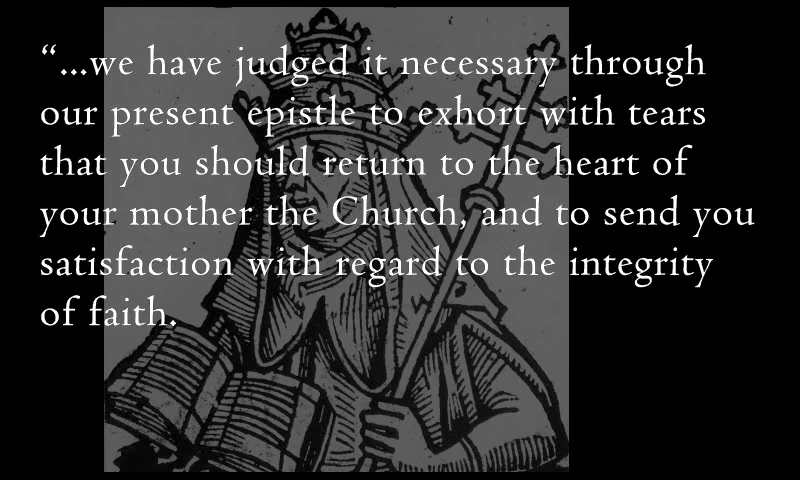 “...we have judged it necessary through
our present epistle to exhort with tears
that you should return to the heart of
your mother the Church, and to send you
satisfaction with regard to the integrity
of faith.